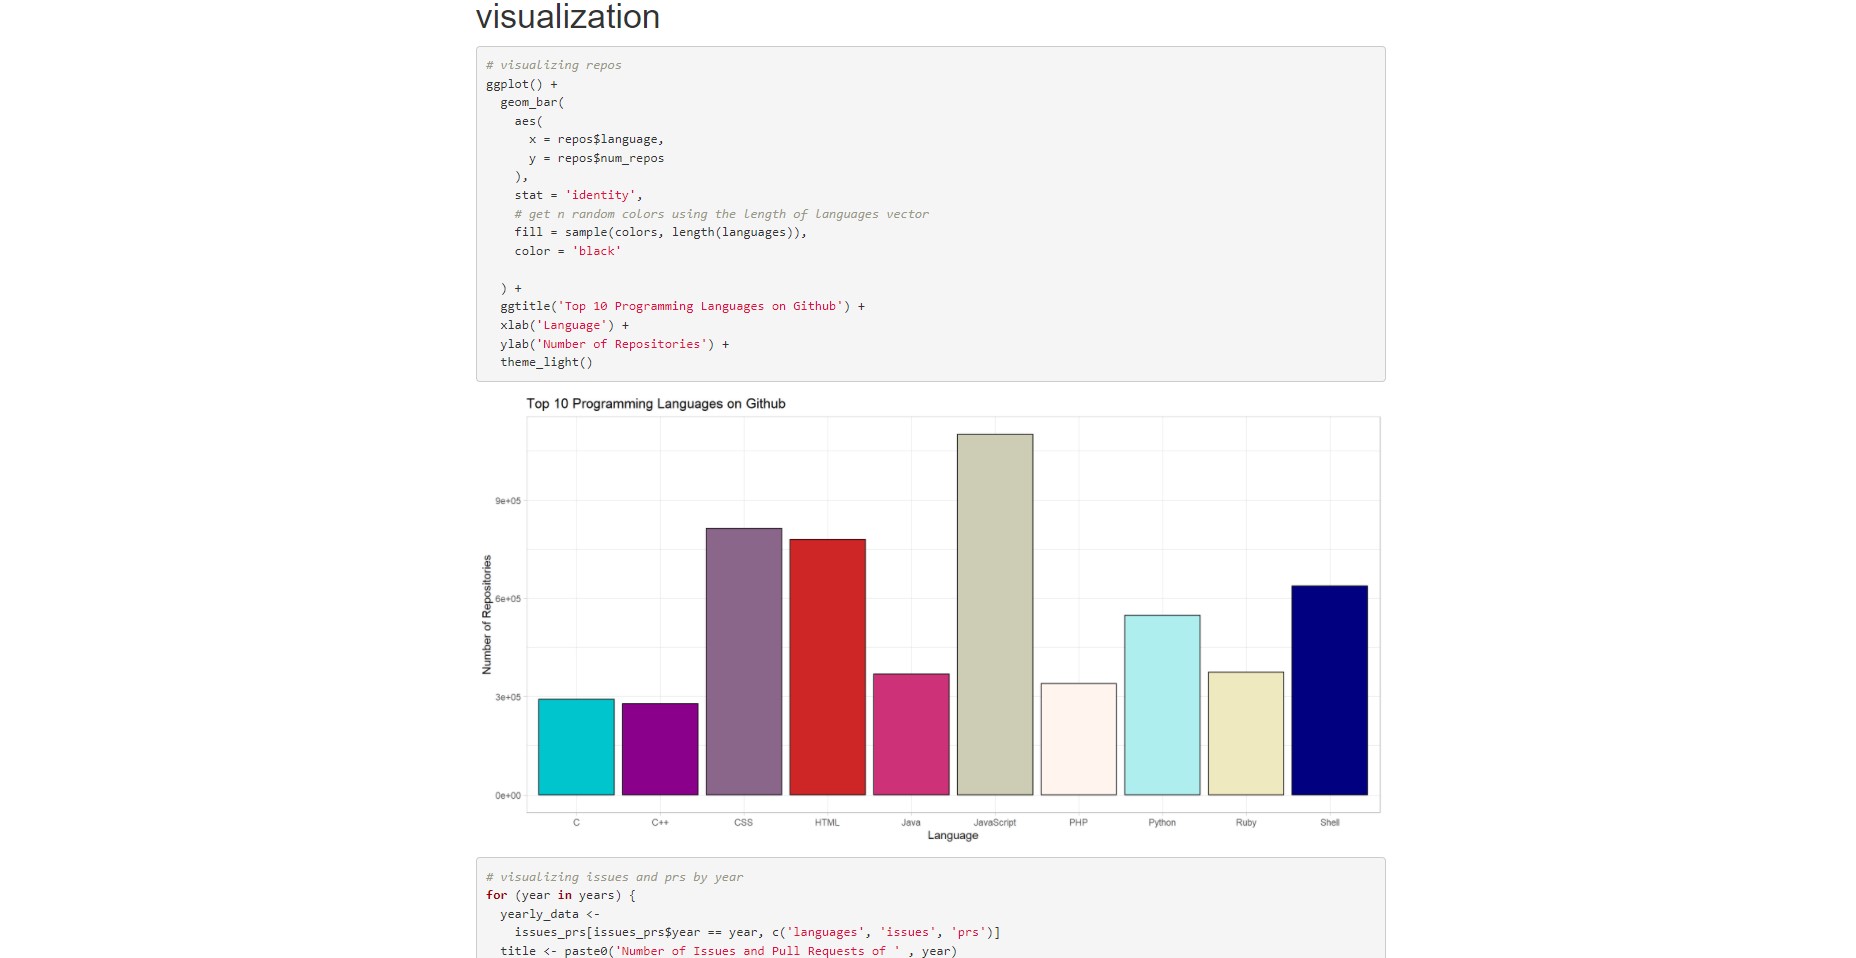 visualization
# visualizing repos
ggplot() +
  geom_bar(
    aes(
      x = repos$language,
      y = repos$num_repos
    ),
    stat = 'identity',
    # get n random colors using the length of languages vector
    fill = sample(colors, length(languages)),
    color = 'black'
  ) +
  ggtitle('Top 10 Programming Languages on Github') +
  xlab('Language') +
  ylab('Number of Repositories') +
  theme_light()
Top 10 Programming Languages on Github
Number of Repositories
9e+05
6e+05
3e+05
0e+00
C C++ CSS HTML Java JavaScript PHP Python Ruby Shell
Language
# visualizing issues and prs by year
for (year in years) {
  yearly_data <-
    issues_prs[issues_prs$year == year, c('languages', 'issues', 'prs')]
  title <- paste0('Number of Issues and Pull Requests of ' , year)